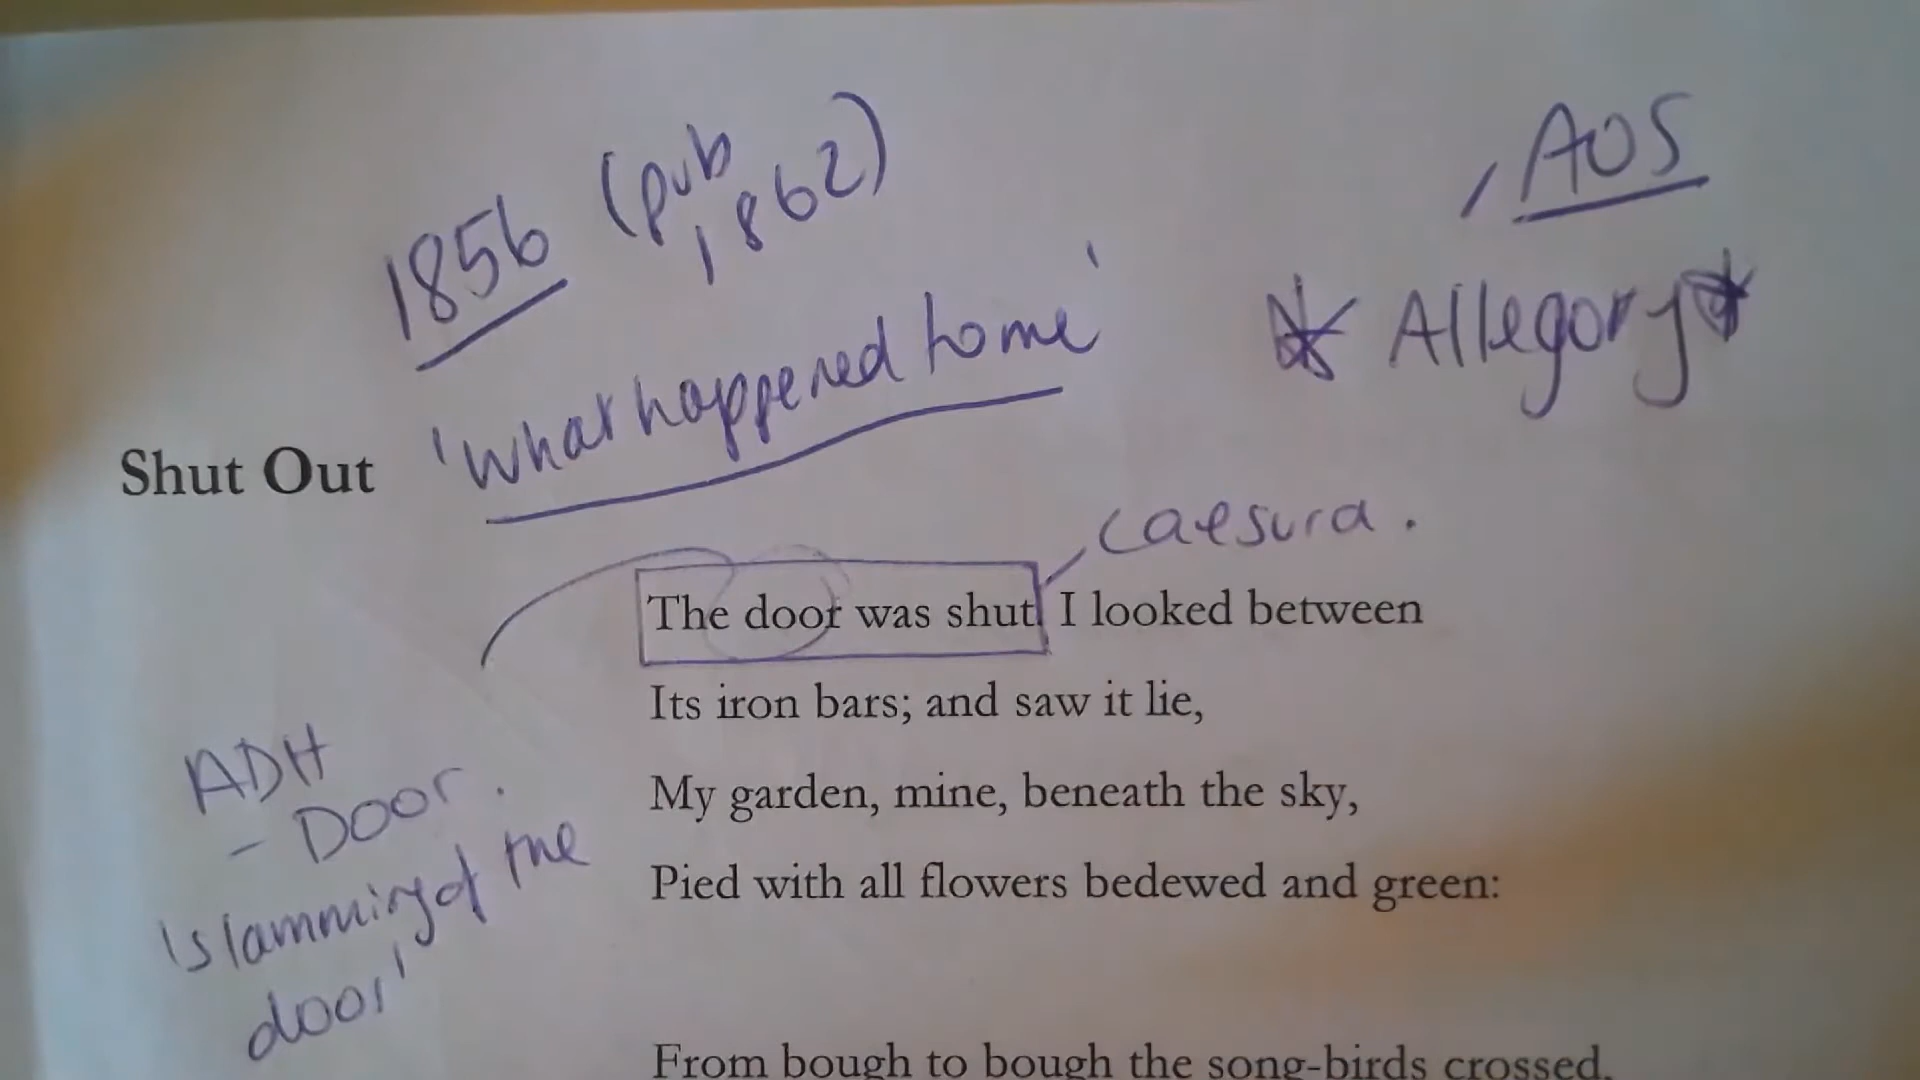 1856 (pub
1862)
, AOS
* Allegory *
'What happened to me'
Shut Out
caesura.
The door was shut. I looked between
Its iron bars; and saw it lie,
My garden, mine, beneath the sky,
Pied with all flowers bedewed and green:
ADH
- Door.
'slamming of the
door'
From bough to bough the song-birds crossed,